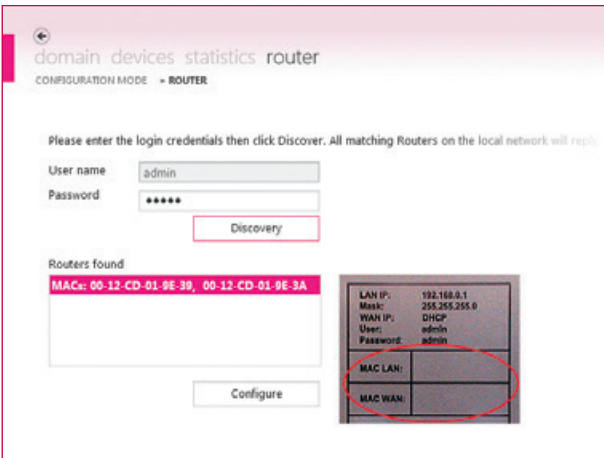 domain devices statistics router
CONFIGURATION MODE » ROUTER
Please enter the login credentials then click Discover. All matching Routers on the local network will reply
User name
admin
Password
•••••
Discovery
Routers found
MACs: 00-12-CD-01-9E-39, 00-12-CD-01-9E-3A
Configure
LAN IP: 192.168.0.1
Mask: 255.255.255.0
WAN IP: DHCP
User: admin
Password: admin
MAC LAN:
MAC WAN: